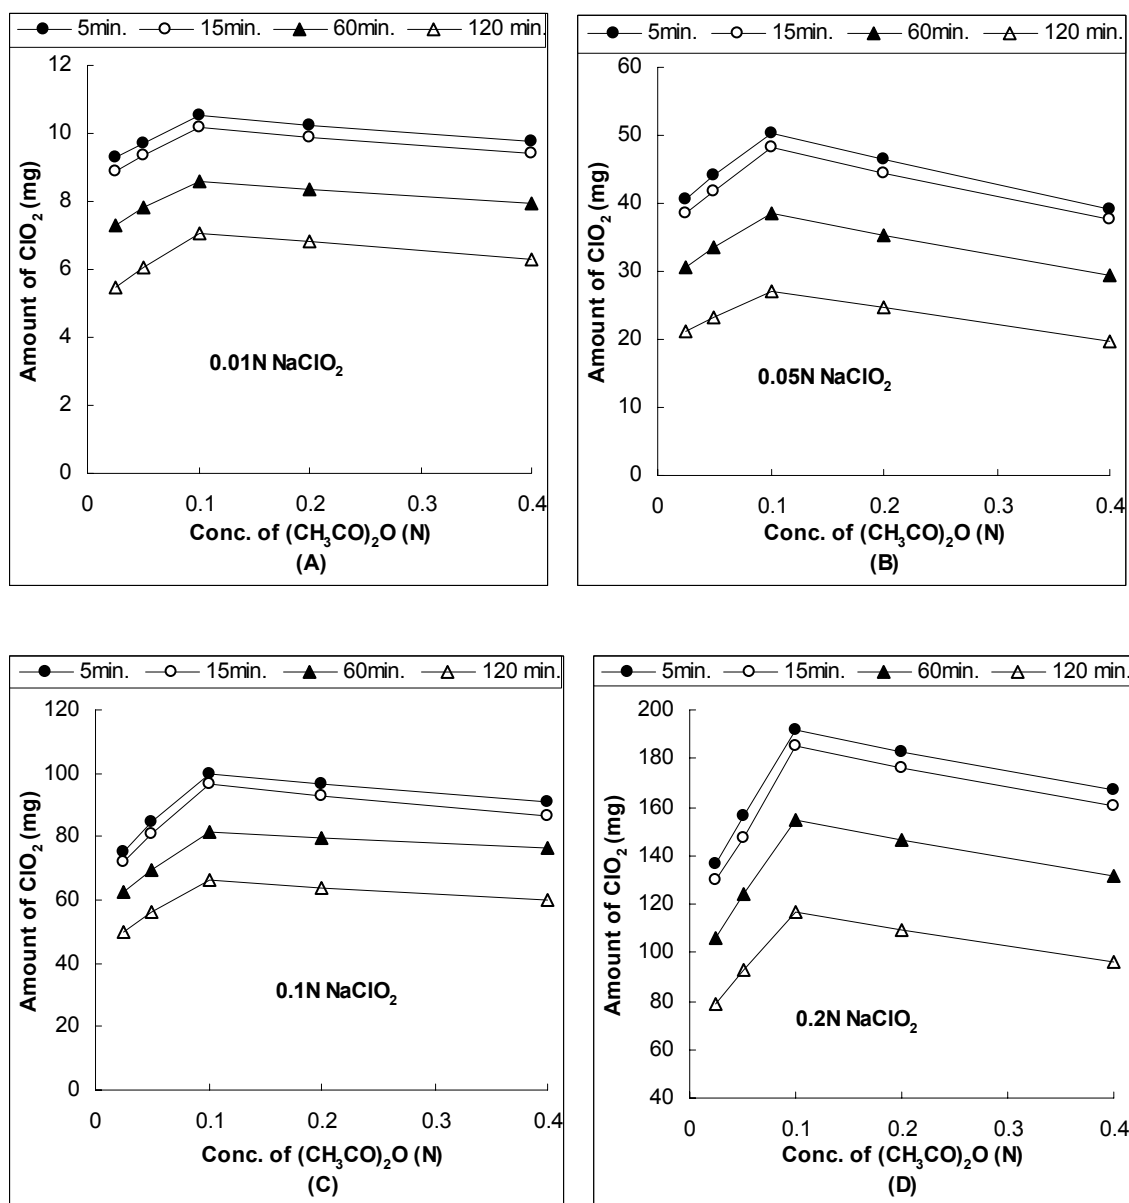 5min. 15min. 60min. 120 min.
12
10
8
6
4
2
0
Amount of ClO₂ (mg)
0.01N NaClO₂
0 0.1 0.2 0.3 0.4
Conc. of (CH₃CO)₂O (N)
(A)
5min. 15min. 60min. 120 min.
60
50
40
30
20
10
0
Amount of ClO₂ (mg)
0.05N NaClO₂
0 0.1 0.2 0.3 0.4
Conc. of (CH₃CO)₂O (N)
(B)
5min. 15min. 60min. 120 min.
120
100
80
60
40
20
0
Amount of ClO₂ (mg)
0.1N NaClO₂
0 0.1 0.2 0.3 0.4
Conc. of (CH₃CO)₂O (N)
(C)
5min. 15min. 60min. 120 min.
200
180
160
140
120
100
80
60
40
Amount of ClO₂ (mg)
0.2N NaClO₂
0 0.1 0.2 0.3 0.4
Conc. of (CH₃CO)₂O (N)
(D)